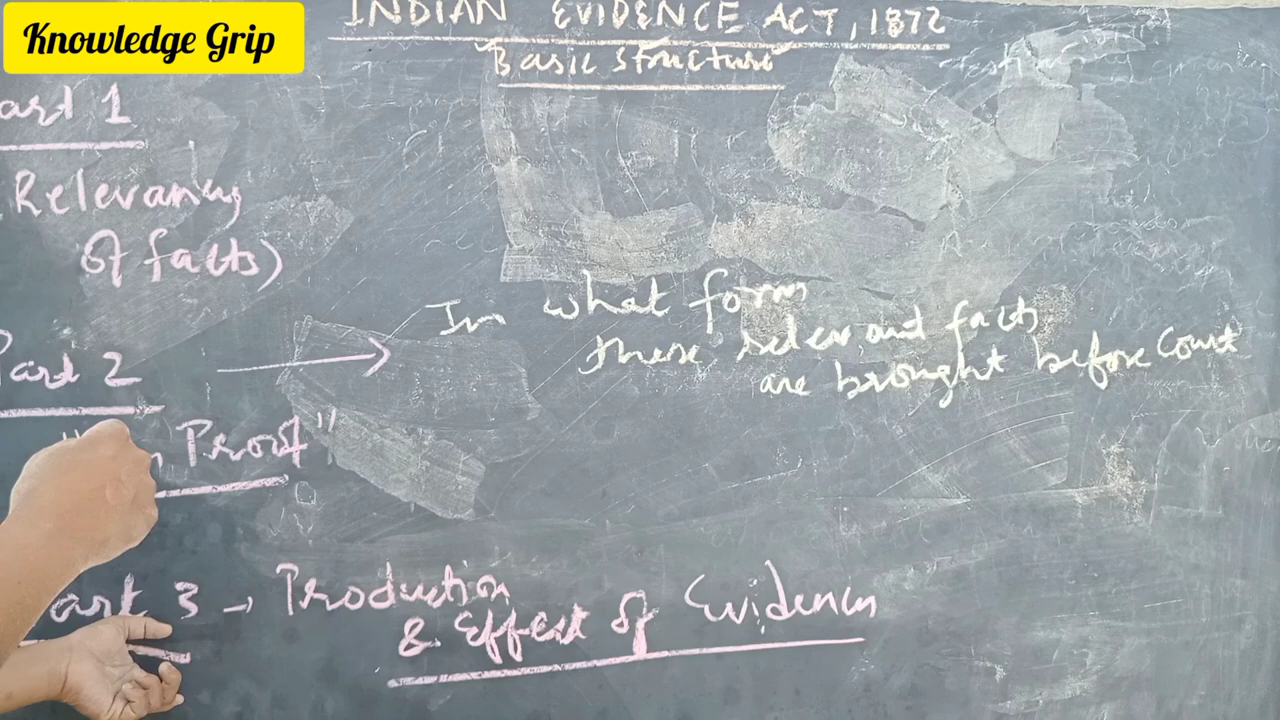 Knowledge Grip
INDIAN EVIDENCE ACT, 1872
Basic Structure
art 1
Relevancy
of facts)
Part 2
In what form
these relevant facts
are brought before Court
Proof"
art 3 → Production
& Effect of Evidence